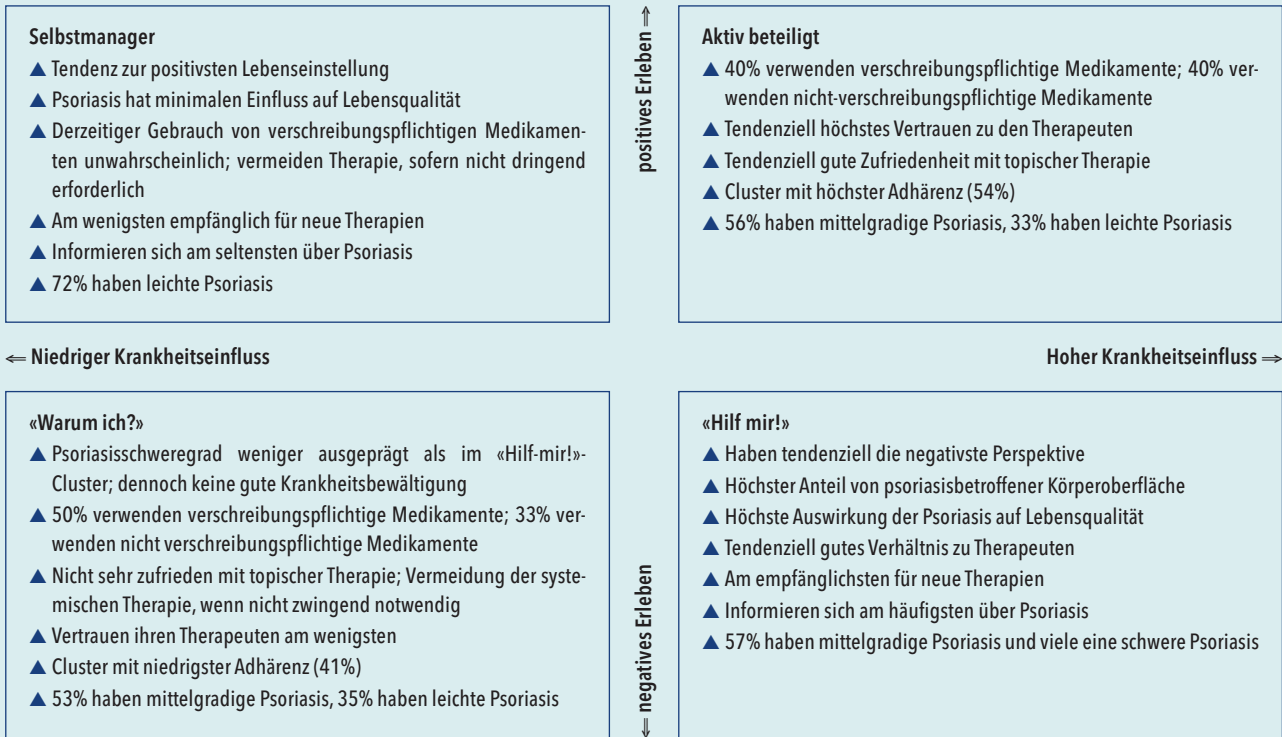 Selbstmanager
▲ Tendenz zur positivsten Lebenseinstellung
▲ Psoriasis hat minimalen Einfluss auf Lebensqualität
▲ Derzeitiger Gebrauch von verschreibungspflichtigen Medikamen-
ten unwahrscheinlich; vermeiden Therapie, sofern nicht dringend
erforderlich
▲ Am wenigsten empfänglich für neue Therapien
▲ Informieren sich am seltensten über Psoriasis
▲ 72% haben leichte Psoriasis
positives Erleben ⇒
Aktiv beteiligt
▲ 40% verwenden verschreibungspflichtige Medikamente; 40% ver-
wenden nicht-verschreibungspflichtige Medikamente
▲ Tendenziell höchstes Vertrauen zu den Therapeuten
▲ Tendenziell gute Zufriedenheit mit topischer Therapie
▲ Cluster mit höchster Adhärenz (54%)
▲ 56% haben mittelgradige Psoriasis, 33% haben leichte Psoriasis
⇐ Niedriger Krankheitseinfluss
Hoher Krankheitseinfluss ⇒
«Warum ich?»
▲ Psoriasisschweregrad weniger ausgeprägt als im «Hilf-mir!»-
Cluster; dennoch keine gute Krankheitsbewältigung
▲ 50% verwenden verschreibungspflichtige Medikamente; 33% ver-
wenden nicht verschreibungspflichtige Medikamente
▲ Nicht sehr zufrieden mit topischer Therapie; Vermeidung der syste-
mischen Therapie, wenn nicht zwingend notwendig
▲ Vertrauen ihren Therapeuten am wenigsten
▲ Cluster mit niedrigster Adhärenz (41%)
▲ 53% haben mittelgradige Psoriasis, 35% haben leichte Psoriasis
⇐ negatives Erleben
«Hilf mir!»
▲ Haben tendenziell die negativste Perspektive
▲ Höchster Anteil von psoriasisbetroffener Körperoberfläche
▲ Höchste Auswirkung der Psoriasis auf Lebensqualität
▲ Tendenziell gutes Verhältnis zu Therapeuten
▲ Am empfänglichsten für neue Therapien
▲ Informieren sich am häufigsten über Psoriasis
▲ 57% haben mittelgradige Psoriasis und viele eine schwere Psoriasis